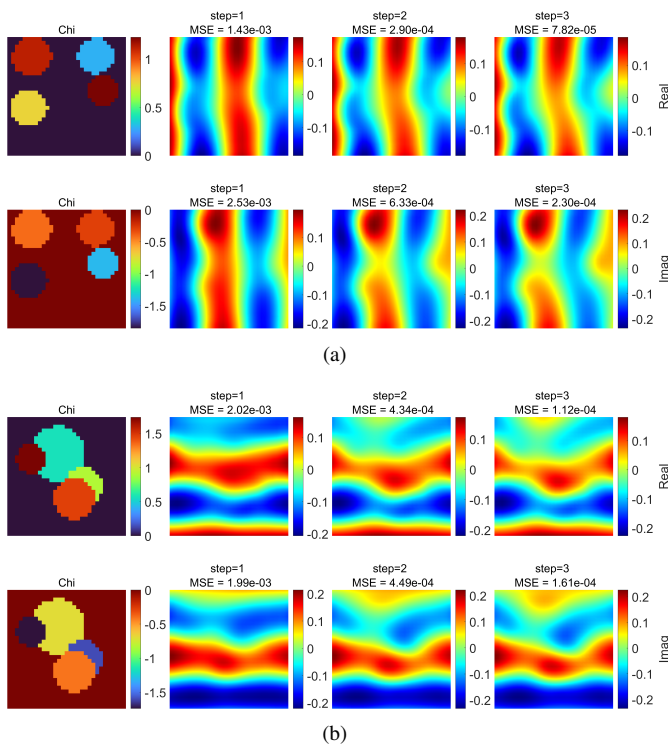 Chi
step=1
MSE = 1.43e-03
step=2
MSE = 2.90e-04
step=3
MSE = 7.82e-05
1
0.5
0
0.1
-0.1
0.1
-0.1
0.1
-0.1
Real
Chi
step=1
MSE = 2.53e-03
step=2
MSE = 6.33e-04
step=3
MSE = 2.30e-04
0
-0.5
-1
-1.5
0.2
0.1
0
-0.1
-0.2
0.2
0.1
0
-0.1
-0.2
0.2
0.1
0
-0.1
-0.2
Imag
(a)
Chi
step=1
MSE = 2.02e-03
step=2
MSE = 4.34e-04
step=3
MSE = 1.12e-04
1.5
1
0.5
0
0.1
0
-0.1
-0.2
0.1
0
-0.1
-0.2
0.1
0
-0.1
-0.2
Real
Chi
step=1
MSE = 1.99e-03
step=2
MSE = 4.49e-04
step=3
MSE = 1.61e-04
0
-0.5
-1
-1.5
0.2
0.1
0
-0.1
-0.2
0.2
0.1
0
-0.1
-0.2
0.2
0.1
0
-0.1
-0.2
Imag
(b)